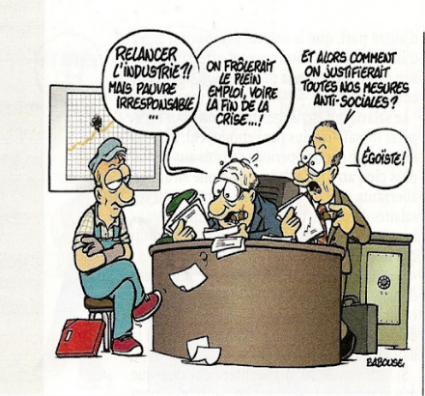 RELANCER
L'INDUSTRIE?!
MAIS PAUVRE
IRRESPONSABLE
...
ON FRÔLERAIT
LE PLEIN
EMPLOI, VOIRE
LA FIN DE LA
CRISE...!
ET ALORS COMMENT
ON JUSTIFIERAIT
TOUTES NOS MESURES
ANTI-SOCIALES?
ÉGOÏSTE!
BABOUSE.